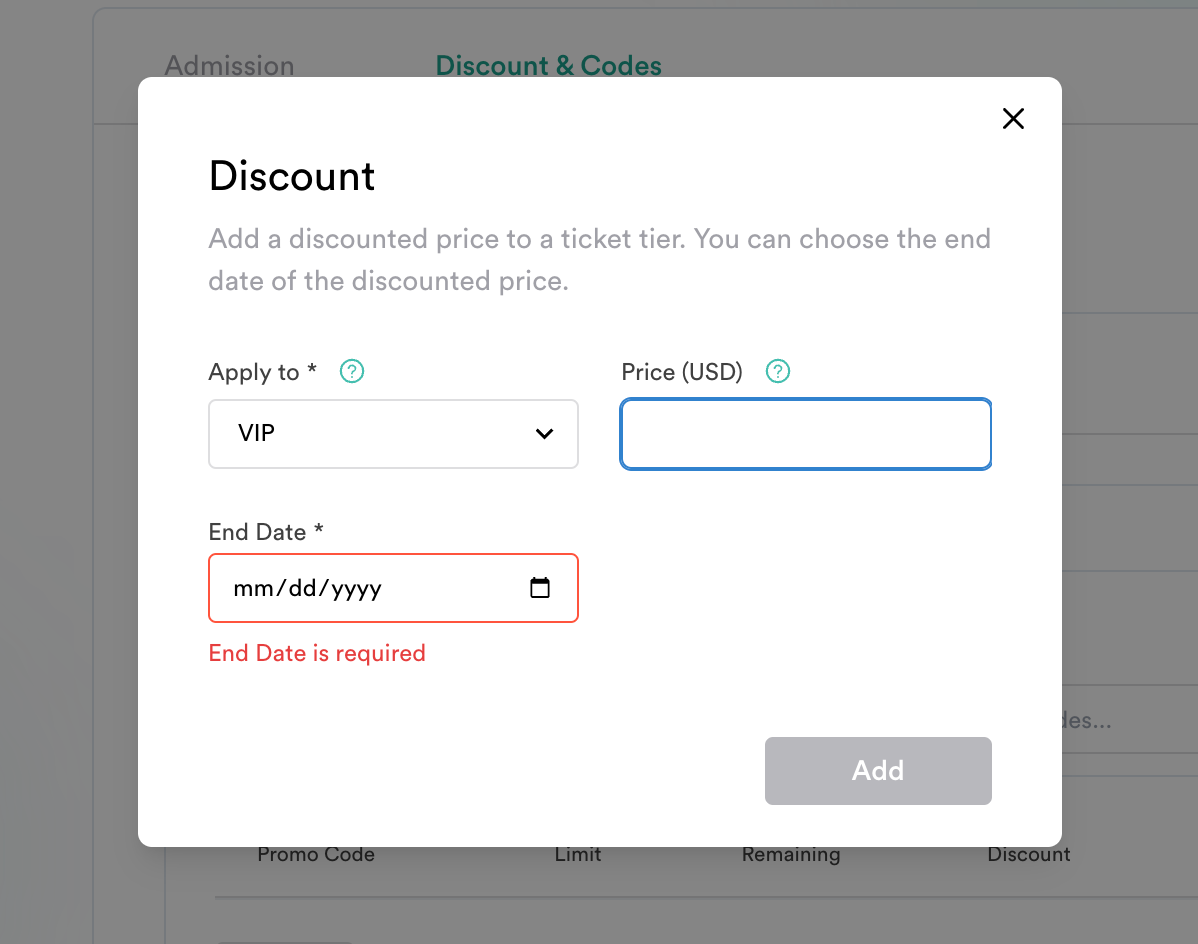 Admission
Discount & Codes
Discount
Add a discounted price to a ticket tier. You can choose the end
date of the discounted price.
Apply to *
Price (USD)
VIP
End Date *
mm/dd/yyyy
End Date is required
Add
Promo Code
Limit
Remaining
Discount